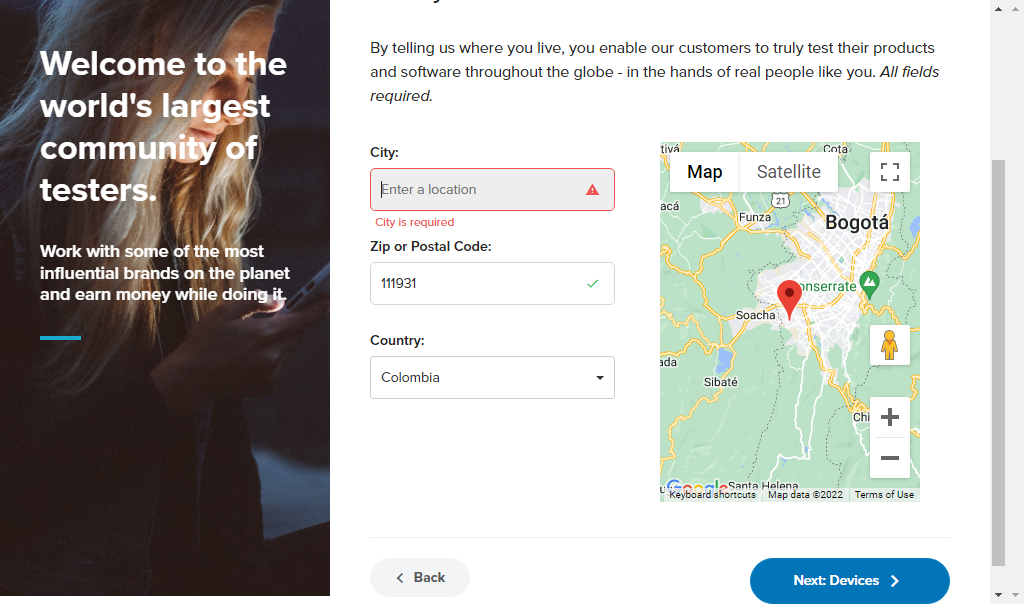 Welcome to the
world's largest
community of
testers.
Work with some of the most
influential brands on the planet
and earn money while doing it.
By telling us where you live, you enable our customers to truly test their products
and software throughout the globe - in the hands of real people like you. All fields
required.
City:
Enter a location
City is required
Zip or Postal Code:
111931
Country:
Colombia
tivá
Cota
Map
Satellite
acá
21
Funza
Bogotá
onserrate
Soacha
ada
Sibaté
Chi
Google
Santa Helena
Keyboard shortcuts
Map data ©2022
Terms of Use
Back
Next: Devices